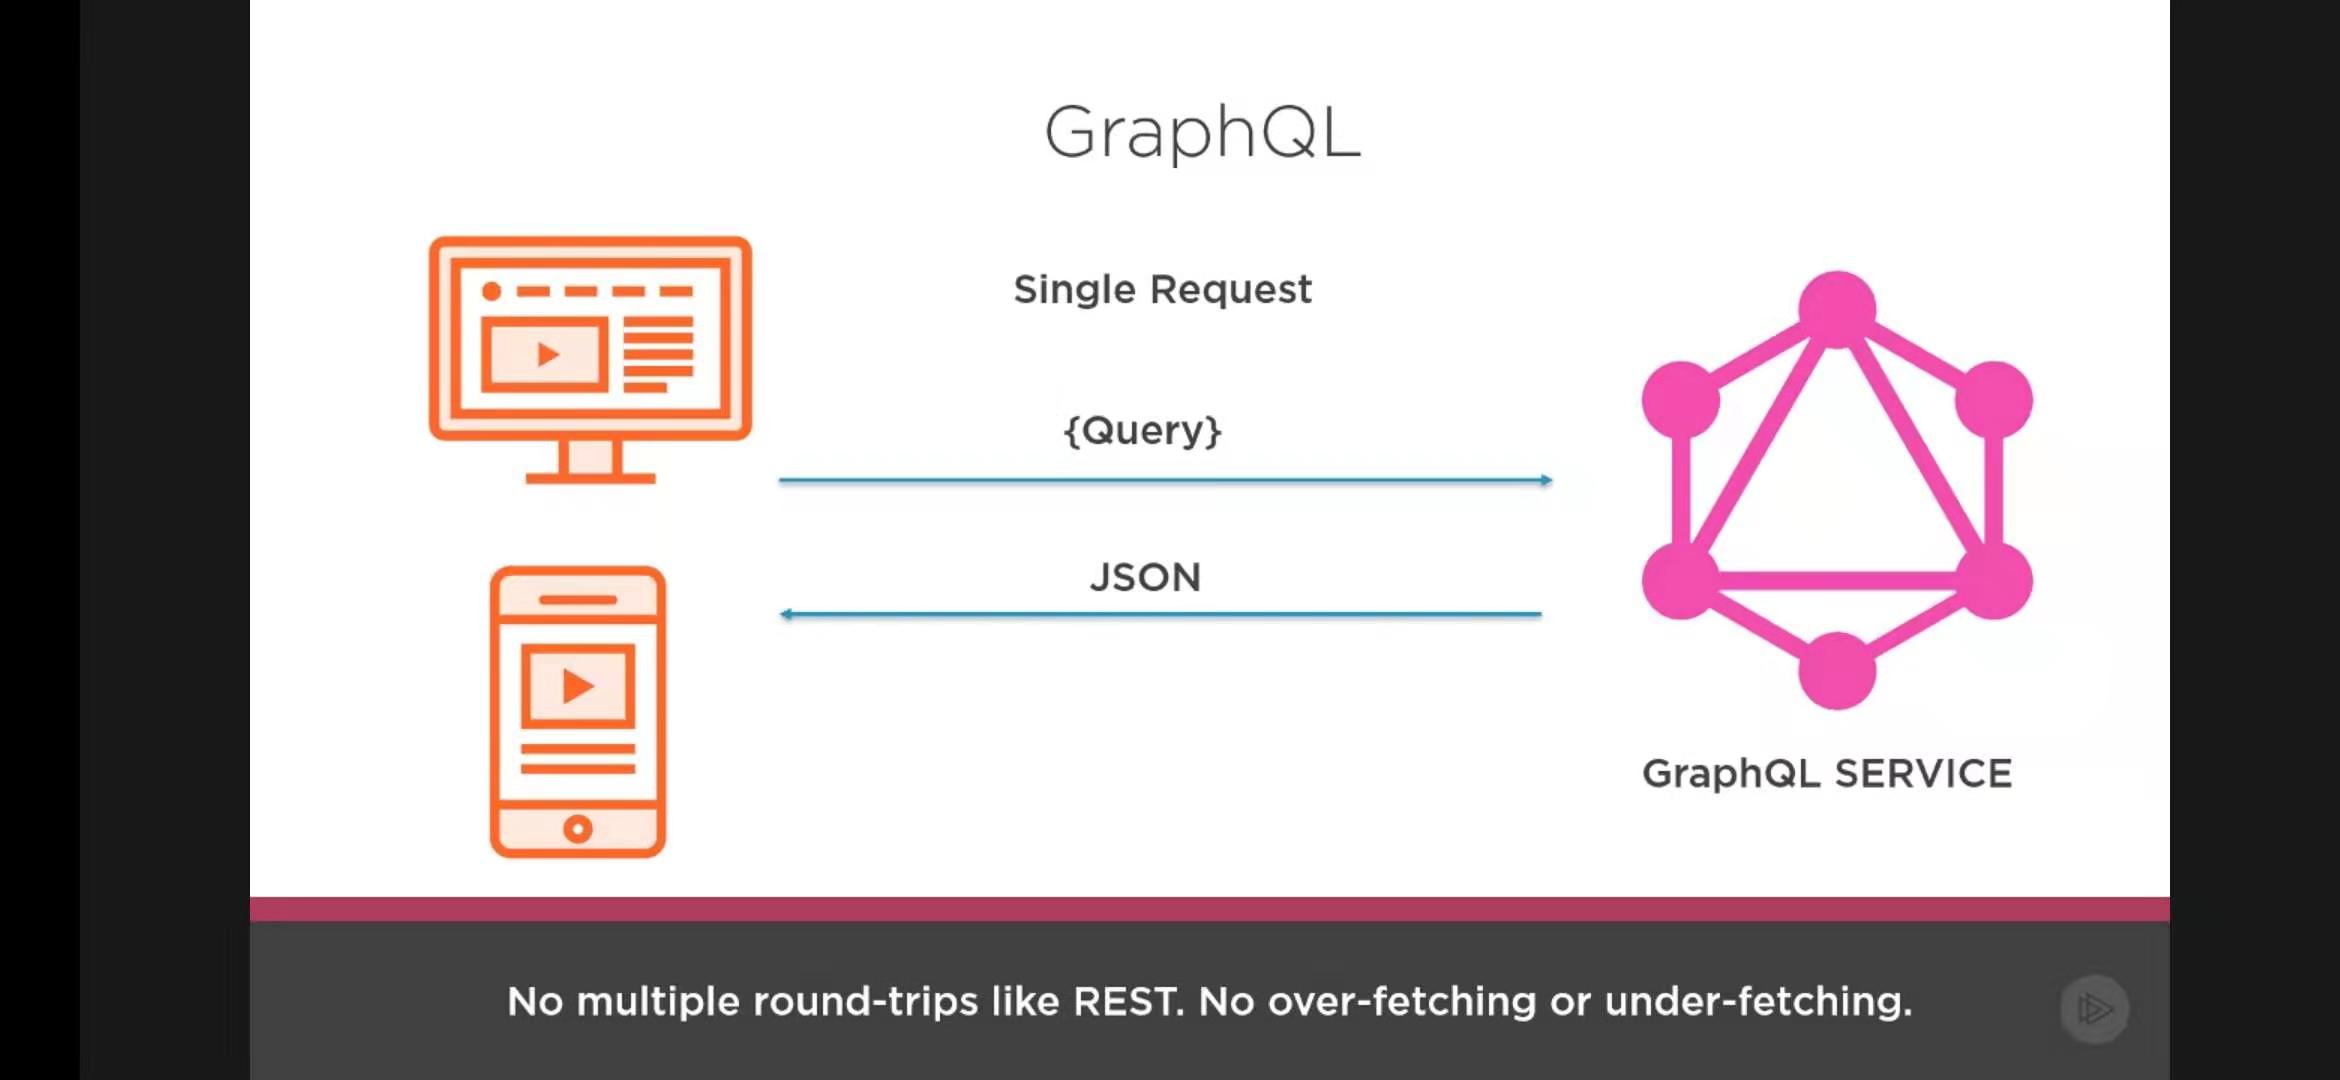 GraphQL
Single Request
{Query}
JSON
GraphQL SERVICE
No multiple round-trips like REST. No over-fetching or under-fetching.